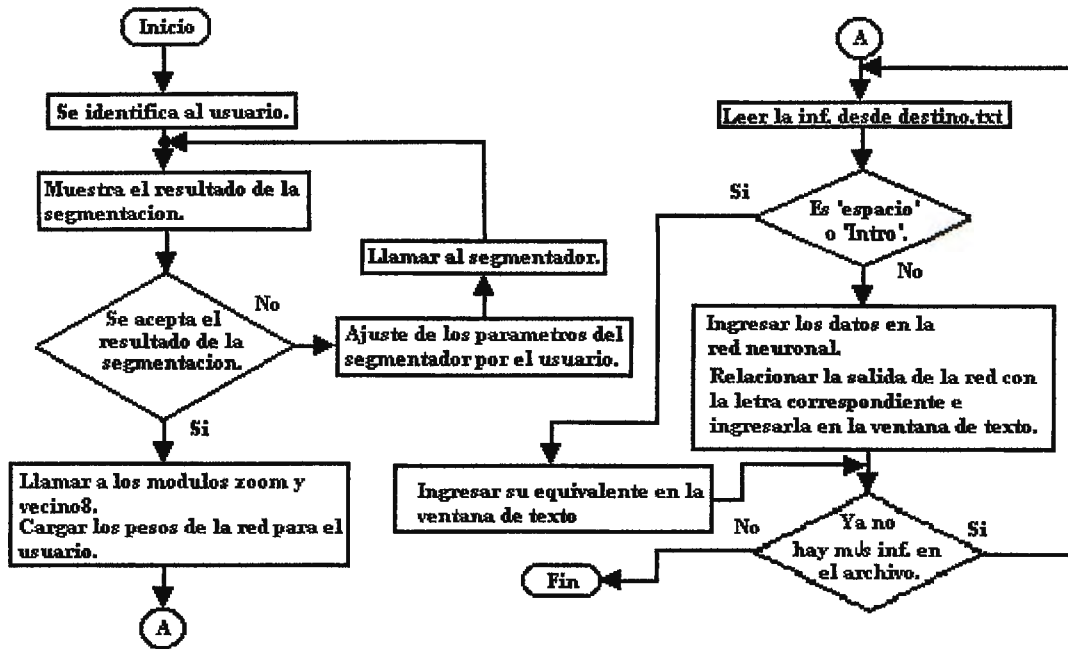 Inicio
Se identifica al usuario.
Muestra el resultado de la
segmentacion.
Se acepta el
resultado de la
segmentacion.
No
Si
Llamar al segmentador.
Ajuste de los parametros del
segmentador por el usuario.
Llamar a los modulos zoom y
vecino8.
Cargar los pesos de la red para el
usuario.
A
A
Leer la inf. desde destino.txt
Si
Es 'espacio'
o 'Intro'.
No
Ingresar los datos en la
red neuronal.
Relacionar la salida de la red con
la letra correspondiente e
ingresarla en la ventana de texto.
Ingresar su equivalente en la
ventana de texto
No
Ya no
hay más inf. en
el archivo.
Si
Fin